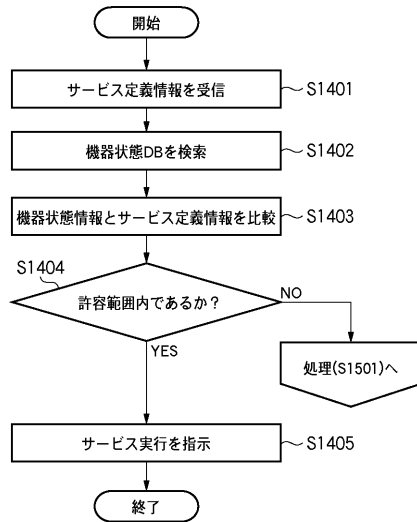 開始
サービス定義情報を受信
S1401
機器状態DBを検索
S1402
機器状態情報とサービス定義情報を比較
S1403
S1404
許容範囲内であるか?
NO
YES
処理(S1501)へ
サービス実行を指示
S1405
終了